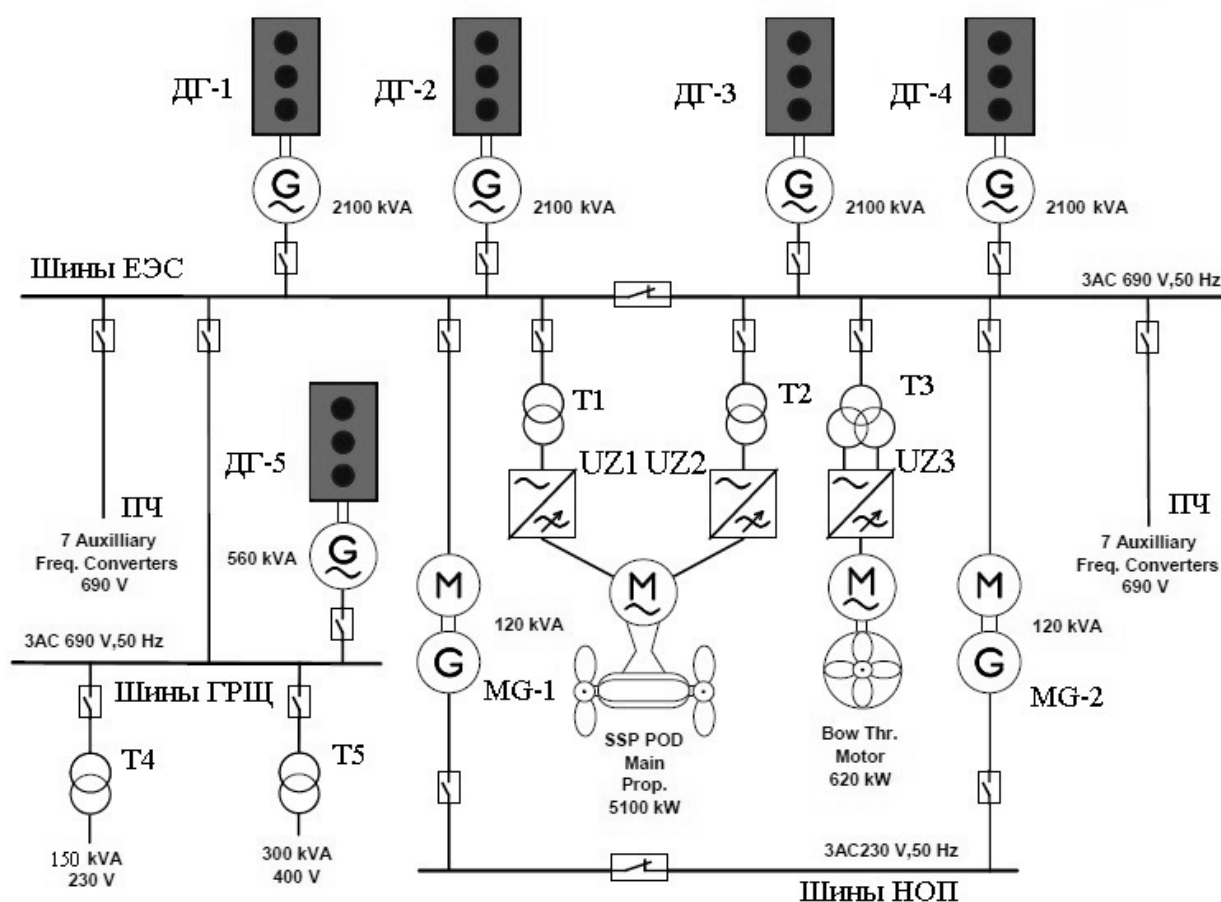 ДГ-1
ДГ-2
ДГ-3
ДГ-4
G
G
G
G
2100 kVA
2100 kVA
2100 kVA
2100 kVA
Шины ЕЭС
3AC 690 V,50 Hz
T1
T2
T3
ДГ-5
UZ1
UZ2
UZ3
ПЧ
7 Auxilliary
Freq. Converters
690 V
560 kVA
G
ПЧ
7 Auxilliary
Freq. Converters
690 V
M
M
M
M
120 kVA
120 kVA
3AC 690 V,50 Hz
G
G
Шины ГРЩ
MG-1
MG-2
T4
T5
SSP POD
Main
Prop.
5100 kW
Bow Thr.
Motor
620 kW
150 kVA
230 V
300 kVA
400 V
3AC230 V,50 Hz
Шины НОП